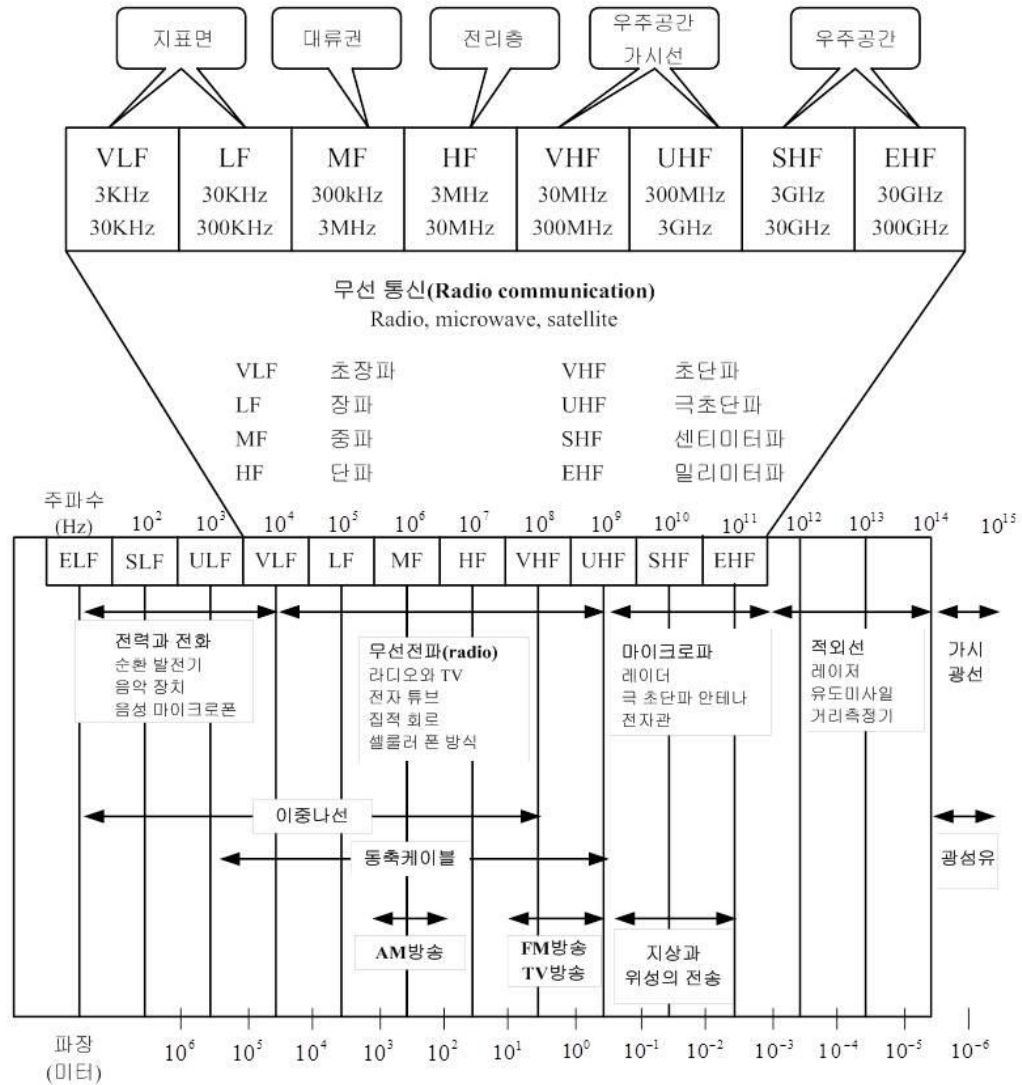 지표면
대류권
전리층
우주공간
가시선
우주공간
VLF
3KHz
30KHz
LF
30KHz
300KHz
MF
300kHz
3MHz
HF
3MHz
30MHz
VHF
30MHz
300MHz
UHF
300MHz
3GHz
SHF
3GHz
30GHz
EHF
30GHz
300GHz
무선 통신(Radio communication)
Radio, microwave, satellite
VLF 초장파 VHF 초단파
LF 장파 UHF 극초단파
MF 중파 SHF 센티미터파
HF 단파 EHF 밀리미터파
주파수
(Hz) 10² 10³ 10⁴ 10⁵ 10⁶ 10⁷ 10⁸ 10⁹ 10¹⁰ 10¹¹ 10¹² 10¹³ 10¹⁴ 10¹⁵
ELF SLF ULF VLF LF MF HF VHF UHF SHF EHF
전력과 전화
순환 발전기
음악 장치
음성 마이크로폰
무선전파(radio)
라디오와 TV
전자 튜브
집적 회로
셀룰러 폰 방식
마이크로파
레이더
극 초단파 안테나
전자관
적외선
레이저
유도미사일
거리측정기
가시
광선
이중나선
동축케이블
광섬유
AM방송
FM방송
TV방송
지상과
위성의 전송
파장
(미터)
10⁶ 10⁵ 10⁴ 10³ 10² 10¹ 10⁰ 10⁻¹ 10⁻² 10⁻³ 10⁻⁴ 10⁻⁵ 10⁻⁶